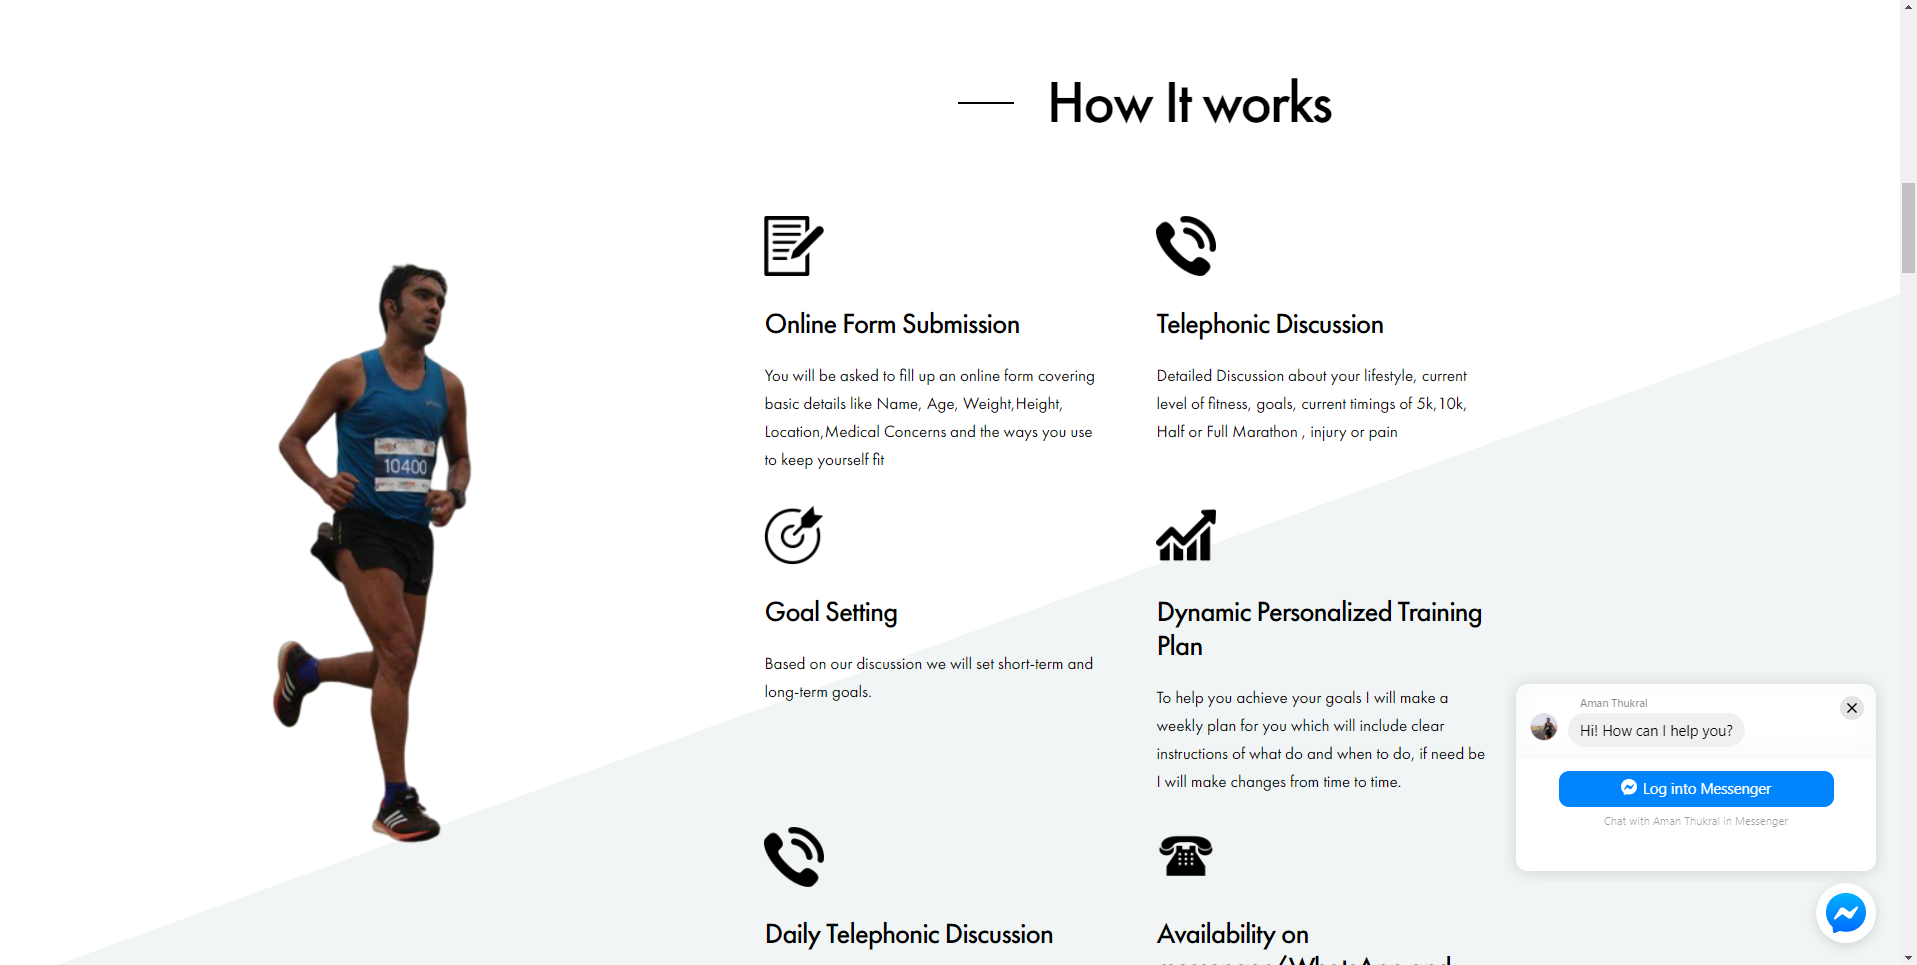 How It works
Online Form Submission
You will be asked to fill up an online form covering
basic details like Name, Age, Weight,Height,
Location,Medical Concerns and the ways you use
to keep yourself fit
Telephonic Discussion
Detailed Discussion about your lifestyle, current
level of fitness, goals, current timings of 5k,10k,
Half or Full Marathon , injury or pain
10400
Goal Setting
Based on our discussion we will set short-term and
long-term goals.
Dynamic Personalized Training
Plan
To help you achieve your goals I will make a
weekly plan for you which will include clear
instructions of what do and when to do, if need be
I will make changes from time to time.
Daily Telephonic Discussion
Availability on
messenger/WhatsApp and
Aman Thukral
Hi! How can I help you?
Log into Messenger
Chat with Aman Thukral in Messenger